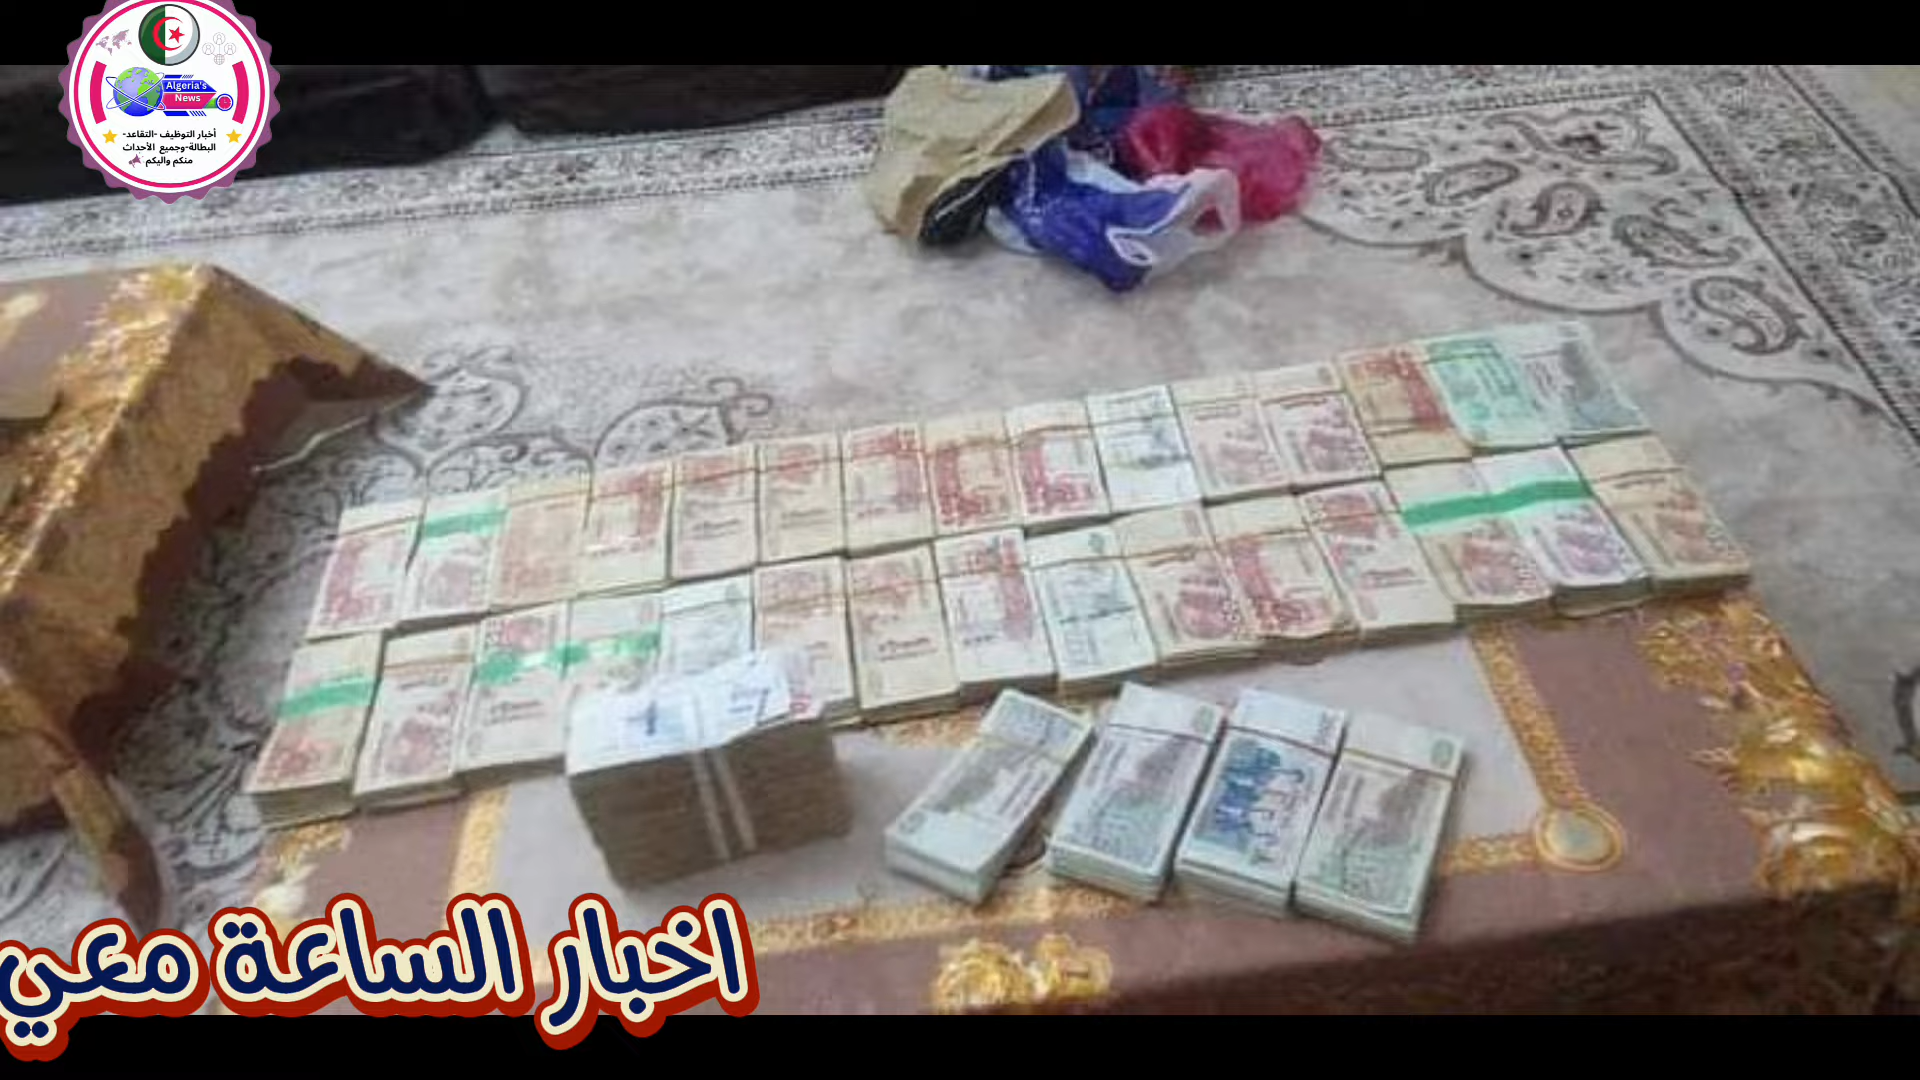 Algeria's
News
أخبار التوظيف -التقاعد-
البطالة-وجميع الأحداث
منكم واليكم
اخبار الساعة معي